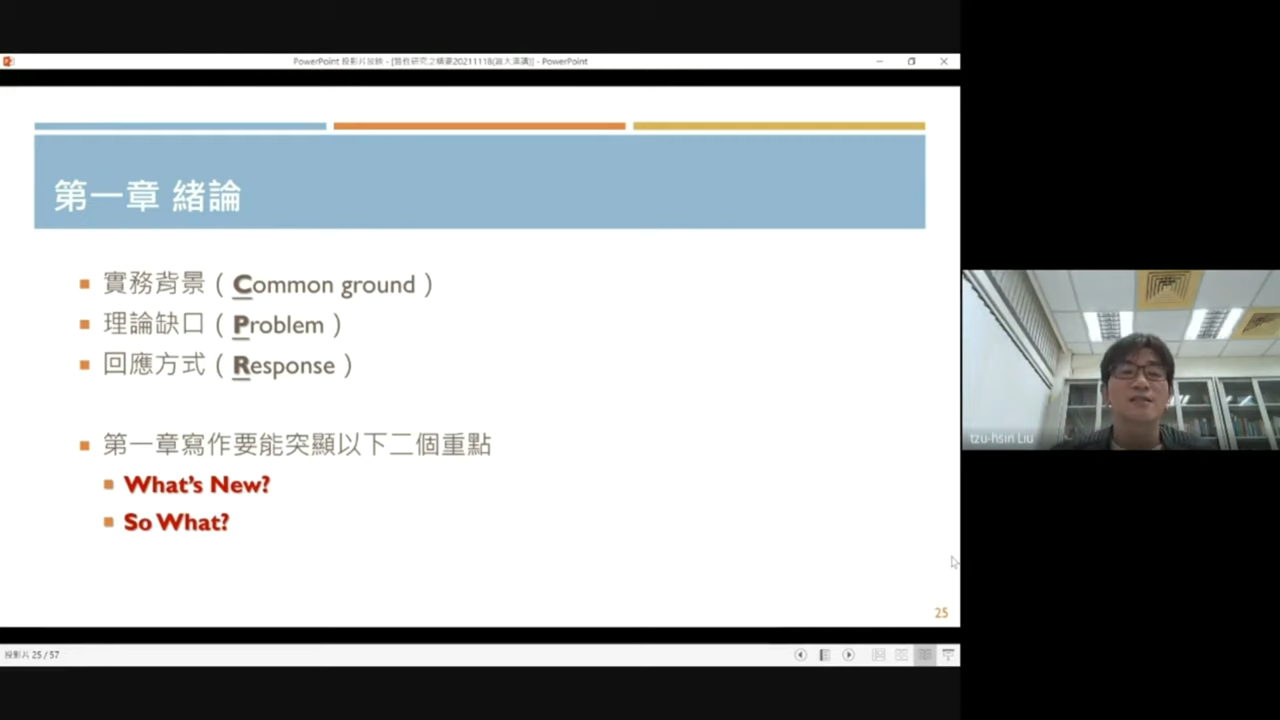 PowerPoint 投影片放映 - [質性研究之精要20211118(宜大演講)] - PowerPoint
第一章 緒論
實務背景（Common ground）
理論缺口（Problem）
回應方式（Response）
第一章寫作要能突顯以下二個重點
What's New?
So What?
tzu-hsin Liu
25
投影片 25 / 57